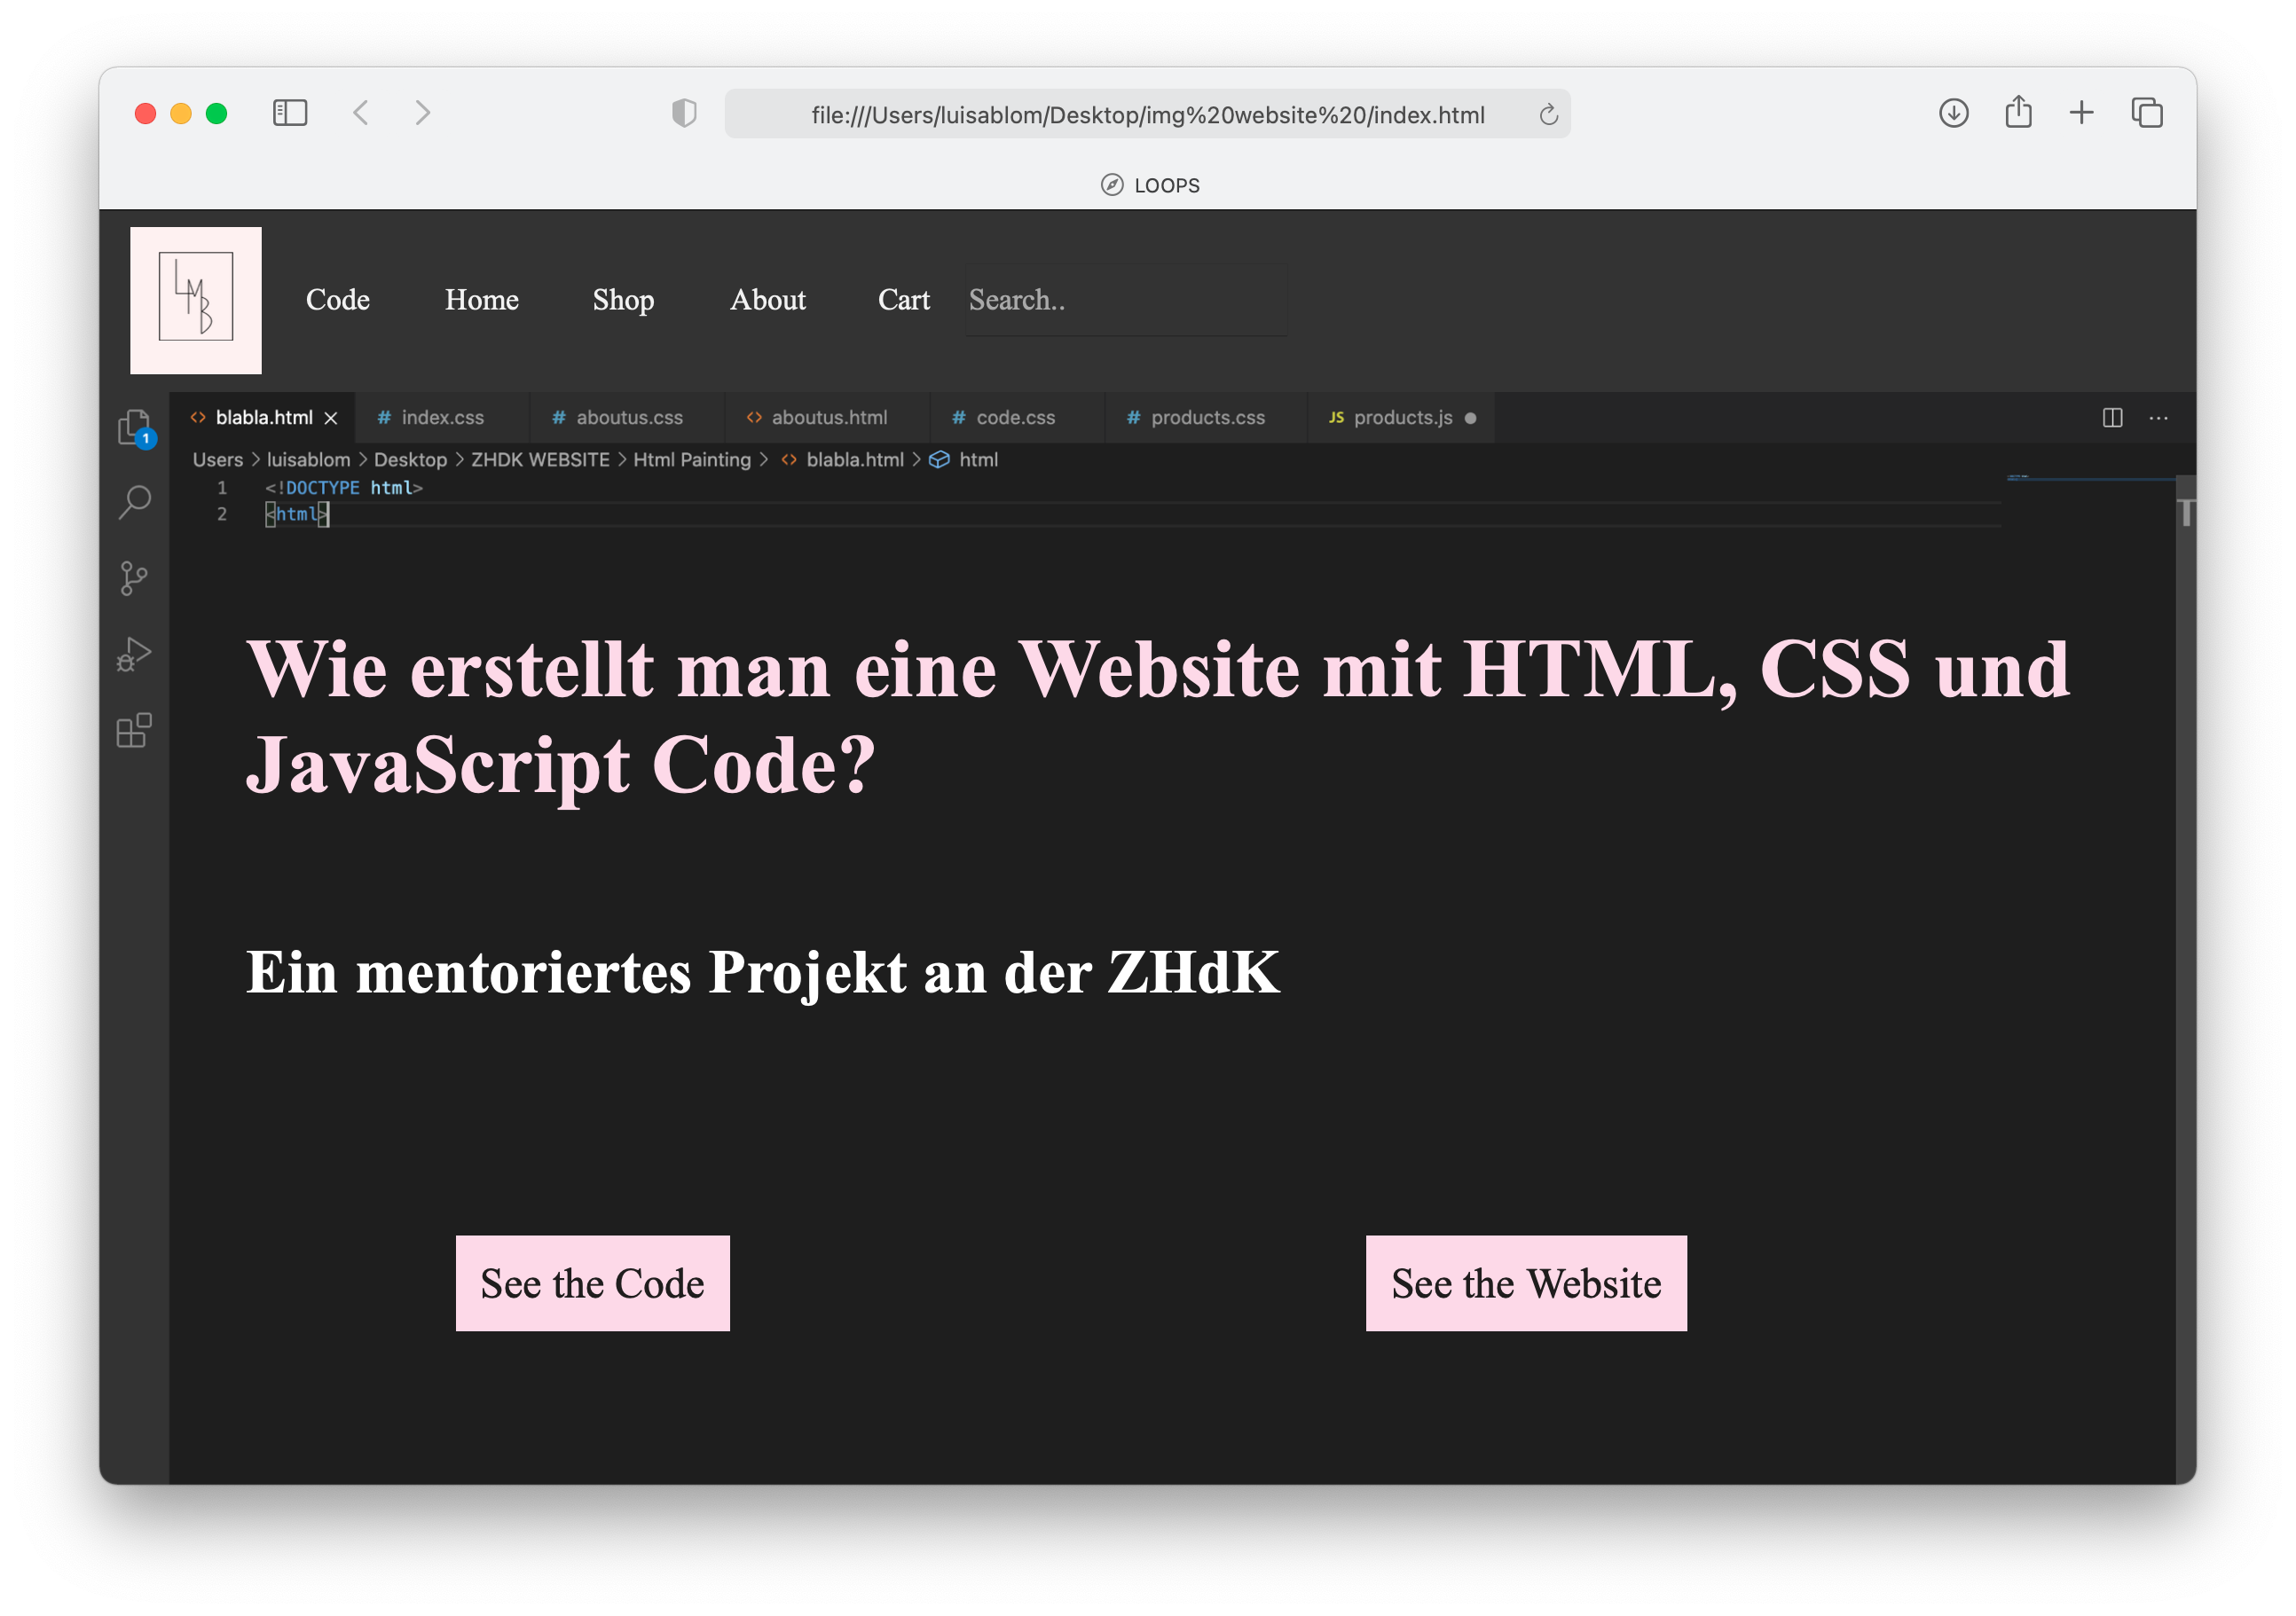 file:///Users/luisablom/Desktop/img%20website%20/index.html
LOOPS
LMB
Code Home Shop About Cart Search..
blabla.html index.css aboutus.css aboutus.html code.css products.css JS products.js
1
Users > luisablom > Desktop > ZHDK WEBSITE > Html Painting > blabla.html > html
1 <!DOCTYPE html>
2 <html>
T
Wie erstellt man eine Website mit HTML, CSS und
JavaScript Code?
Ein mentoriertes Projekt an der ZHdK
See the Code See the Website